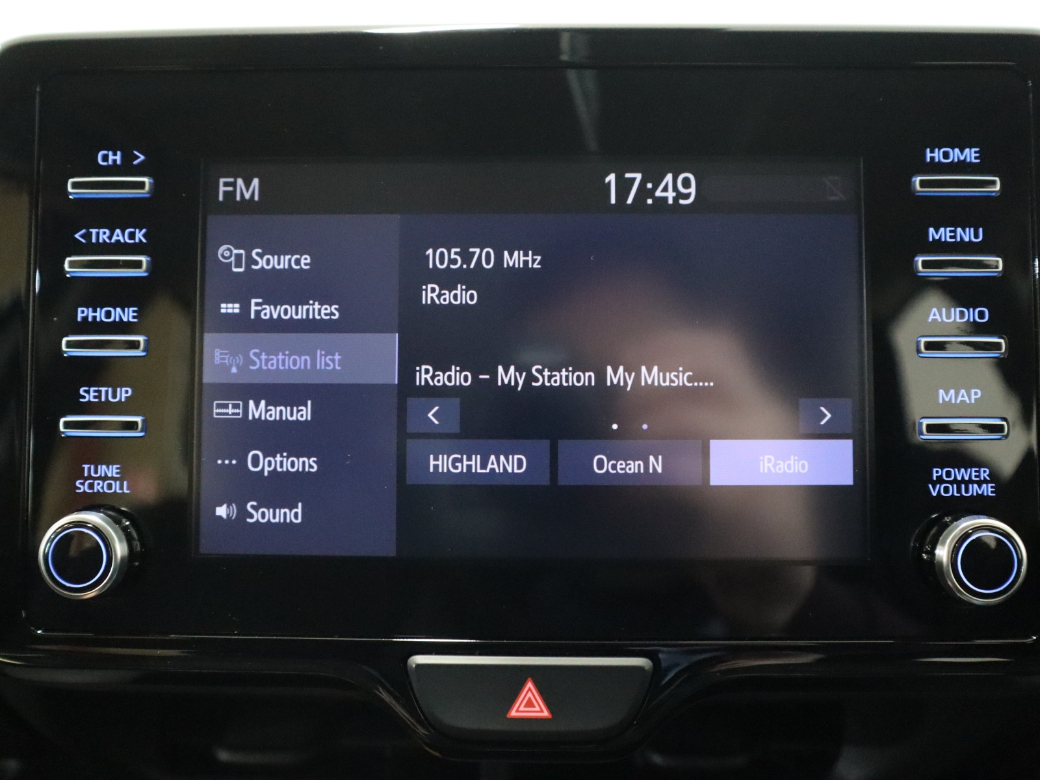 CH >
< TRACK
PHONE
SETUP
TUNE
SCROLL
FM
17:49
Source
Favourites
Station list
Manual
Options
Sound
105.70 MHz
iRadio
iRadio – My Station My Music....
< >
HIGHLAND Ocean N iRadio
HOME
MENU
AUDIO
MAP
POWER
VOLUME